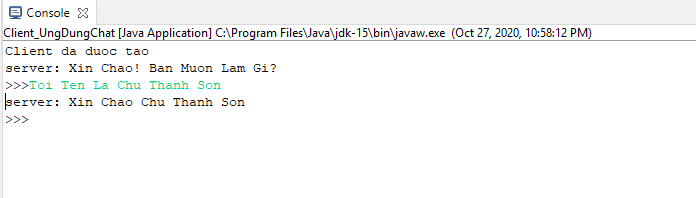 Console
Client_UngDungChat [Java Application] C:\Program Files\Java\jdk-15\bin\javaw.exe (Oct 27, 2020, 10:58:12 PM)
Client da duoc tao
server: Xin Chao! Ban Muon Lam Gi?
>>>Toi Ten La Chu Thanh Son
server: Xin Chao Chu Thanh Son
>>>